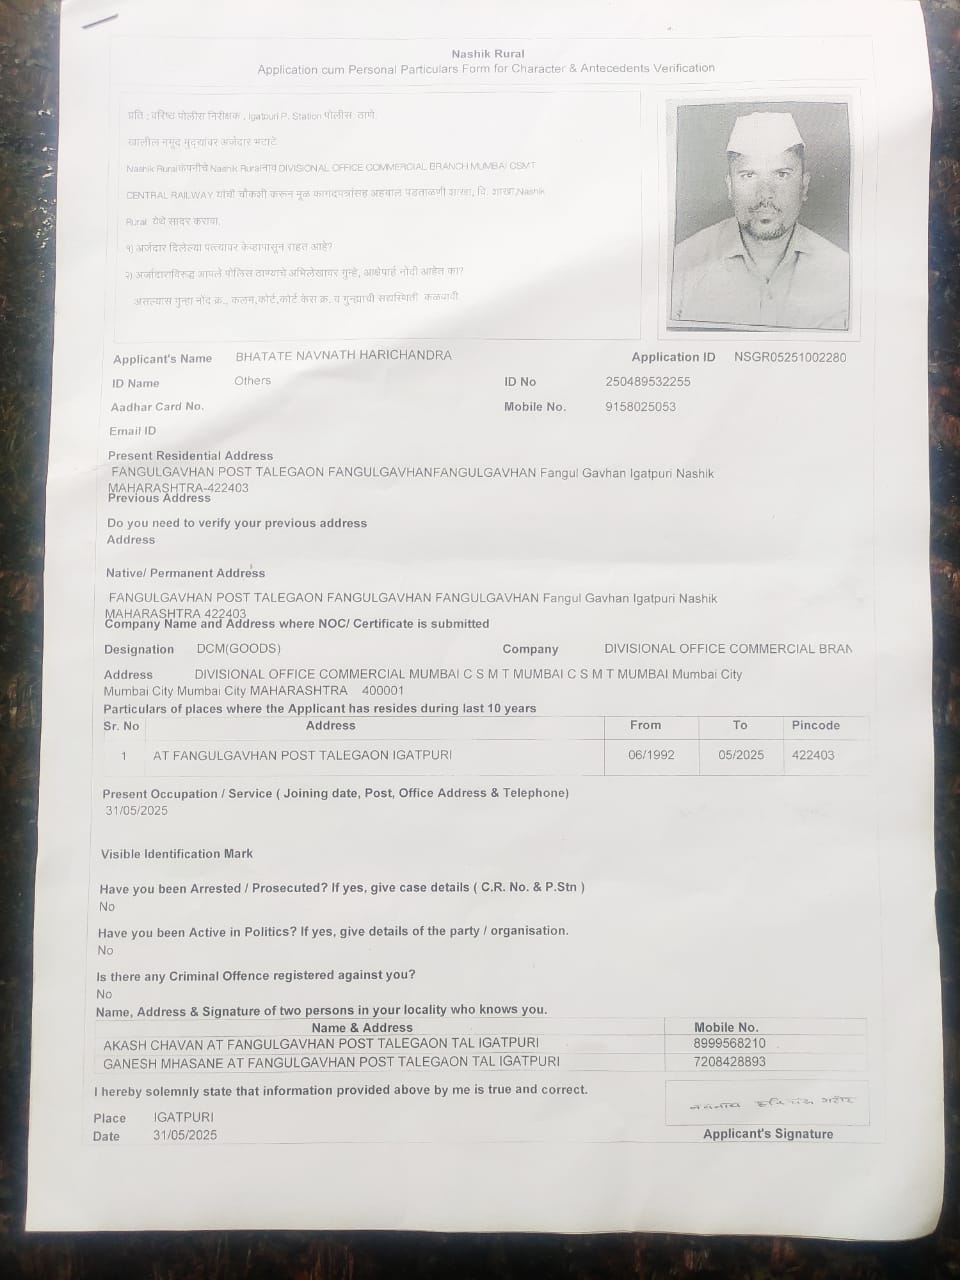 Nashik Rural
Application cum Personal Particulars Form for Character & Antecedents Verification
प्रति : वरिष्ठ पोलीस निरीक्षक , Igatpuri P. Station पोलीस ठाणे
खालील नमूद मुद्द्यांवर अर्जदार भटाटे
Nashik Ruralकंपनीचे Nashik Ruralनाव DIVISIONAL OFFICE COMMERCIAL BRANCH MUMBAI CSMT
CENTRAL RAILWAY यांची चौकशी करून मूळ कागदपत्रांसह अहवाल पडताळणी शाखा, वि. शाखा,Nashik
Rural येथे सादर करावा.
१) अर्जदार दिलेल्या पत्त्यावर केव्हापासून राहत आहे?
२) अर्जदाराविरुद्ध आपले पोलिस ठाण्याचे अभिलेखावर गुन्हे, आक्षेपार्ह नोंदी आहेत का?
असल्यास गुन्हा नोंद क्र., कलम,कोर्ट,कोर्ट केस क्र. व गुन्ह्याची सद्यस्थिती कळवावी.
Applicant's Name BHATATE NAVNATH HARICHANDRA Application ID NSGR05251002280
ID Name Others ID No 250489532255
Aadhar Card No. Mobile No. 9158025053
Email ID
Present Residential Address
FANGULGAVHAN POST TALEGAON FANGULGAVHANFANGULGAVHAN Fangul Gavhan Igatpuri Nashik
MAHARASHTRA-422403
Previous Address
Do you need to verify your previous address
Address
Native/ Permanent Address
FANGULGAVHAN POST TALEGAON FANGULGAVHAN FANGULGAVHAN Fangul Gavhan Igatpuri Nashik
MAHARASHTRA 422403
Company Name and Address where NOC/ Certificate is submitted
Designation DCM(GOODS) Company DIVISIONAL OFFICE COMMERCIAL BRAN
Address DIVISIONAL OFFICE COMMERCIAL MUMBAI C S M T MUMBAI C S M T MUMBAI Mumbai City
Mumbai City Mumbai City MAHARASHTRA 400001
Particulars of places where the Applicant has resides during last 10 years
Sr. No Address From To Pincode
1 AT FANGULGAVHAN POST TALEGAON IGATPURI 06/1992 05/2025 422403
Present Occupation / Service ( Joining date, Post, Office Address & Telephone)
31/05/2025
Visible Identification Mark
Have you been Arrested / Prosecuted? If yes, give case details ( C.R. No. & P.Stn )
No
Have you been Active in Politics? If yes, give details of the party / organisation.
No
Is there any Criminal Offence registered against you?
No
Name, Address & Signature of two persons in your locality who knows you.
Name & Address Mobile No.
AKASH CHAVAN AT FANGULGAVHAN POST TALEGAON TAL IGATPURI 8999568210
GANESH MHASANE AT FANGULGAVHAN POST TALEGAON TAL IGATPURI 7208428893
I hereby solemnly state that information provided above by me is true and correct.
नवनाथ हरिचंद्र भटाटे
Place IGATPURI
Date 31/05/2025 Applicant's Signature